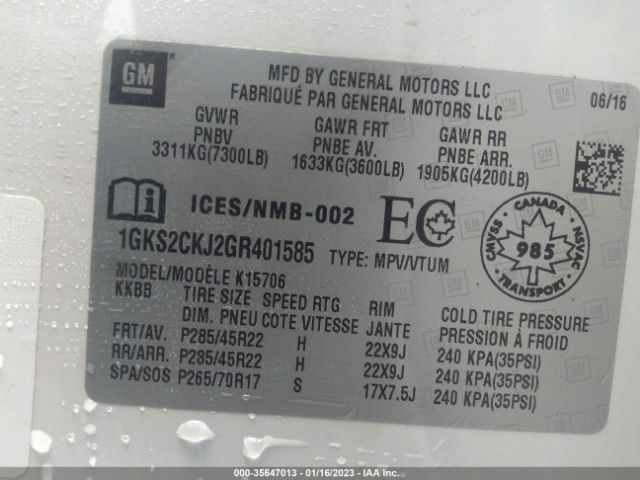 GM
MFD BY GENERAL MOTORS LLC
FABRIQUÉ PAR GENERAL MOTORS LLC
06/16
GVWR GAWR FRT GAWR RR
PNBV PNBE AV. PNBE ARR.
3311KG(7300LB) 1633KG(3600LB) 1905KG(4200LB)
i ICES/NMB-002 EC
CANADA
CMVSS 985 NSVAC
TRANSPORT
1GKS2CKJ2GR401585 TYPE: MPV/VTUM
MODEL/MODÈLE K15706
KKBB TIRE SIZE SPEED RTG RIM COLD TIRE PRESSURE
DIM. PNEU COTE VITESSE JANTE PRESSION À FROID
FRT/AV. P285/45R22 H 22X9J 240 KPA(35PSI)
RR/ARR. P285/45R22 H 22X9J 240 KPA(35PSI)
SPA/SOS P265/70R17 S 17X7.5J 240 KPA(35PSI)
000-35647013 - 01/16/2023 - IAA Inc.